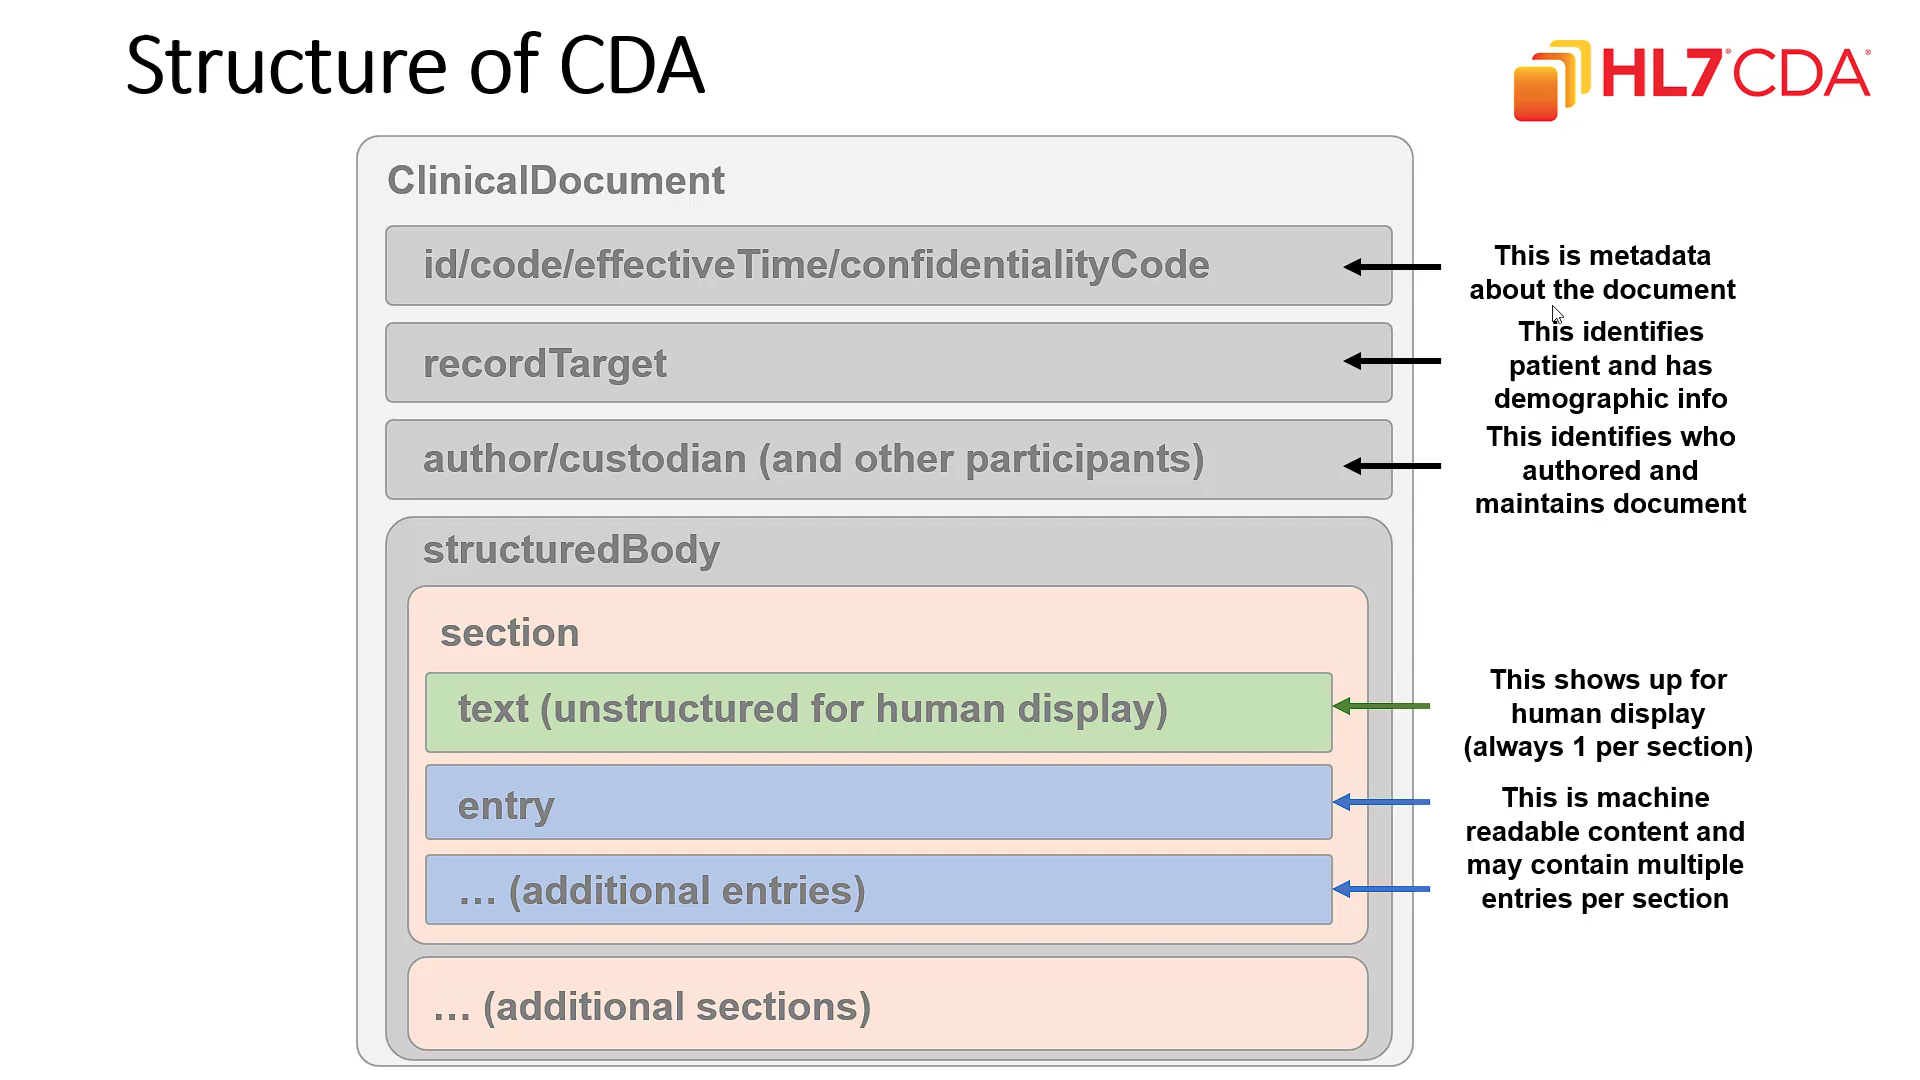 Structure of CDA
HL7 CDA
ClinicalDocument
id/code/effectiveTime/confidentialityCode
This is metadata
about the document
recordTarget
This identifies
patient and has
demographic info
author/custodian (and other participants)
This identifies who
authored and
maintains document
structuredBody
section
text (unstructured for human display)
This shows up for
human display
(always 1 per section)
entry
... (additional entries)
This is machine
readable content and
may contain multiple
entries per section
... (additional sections)